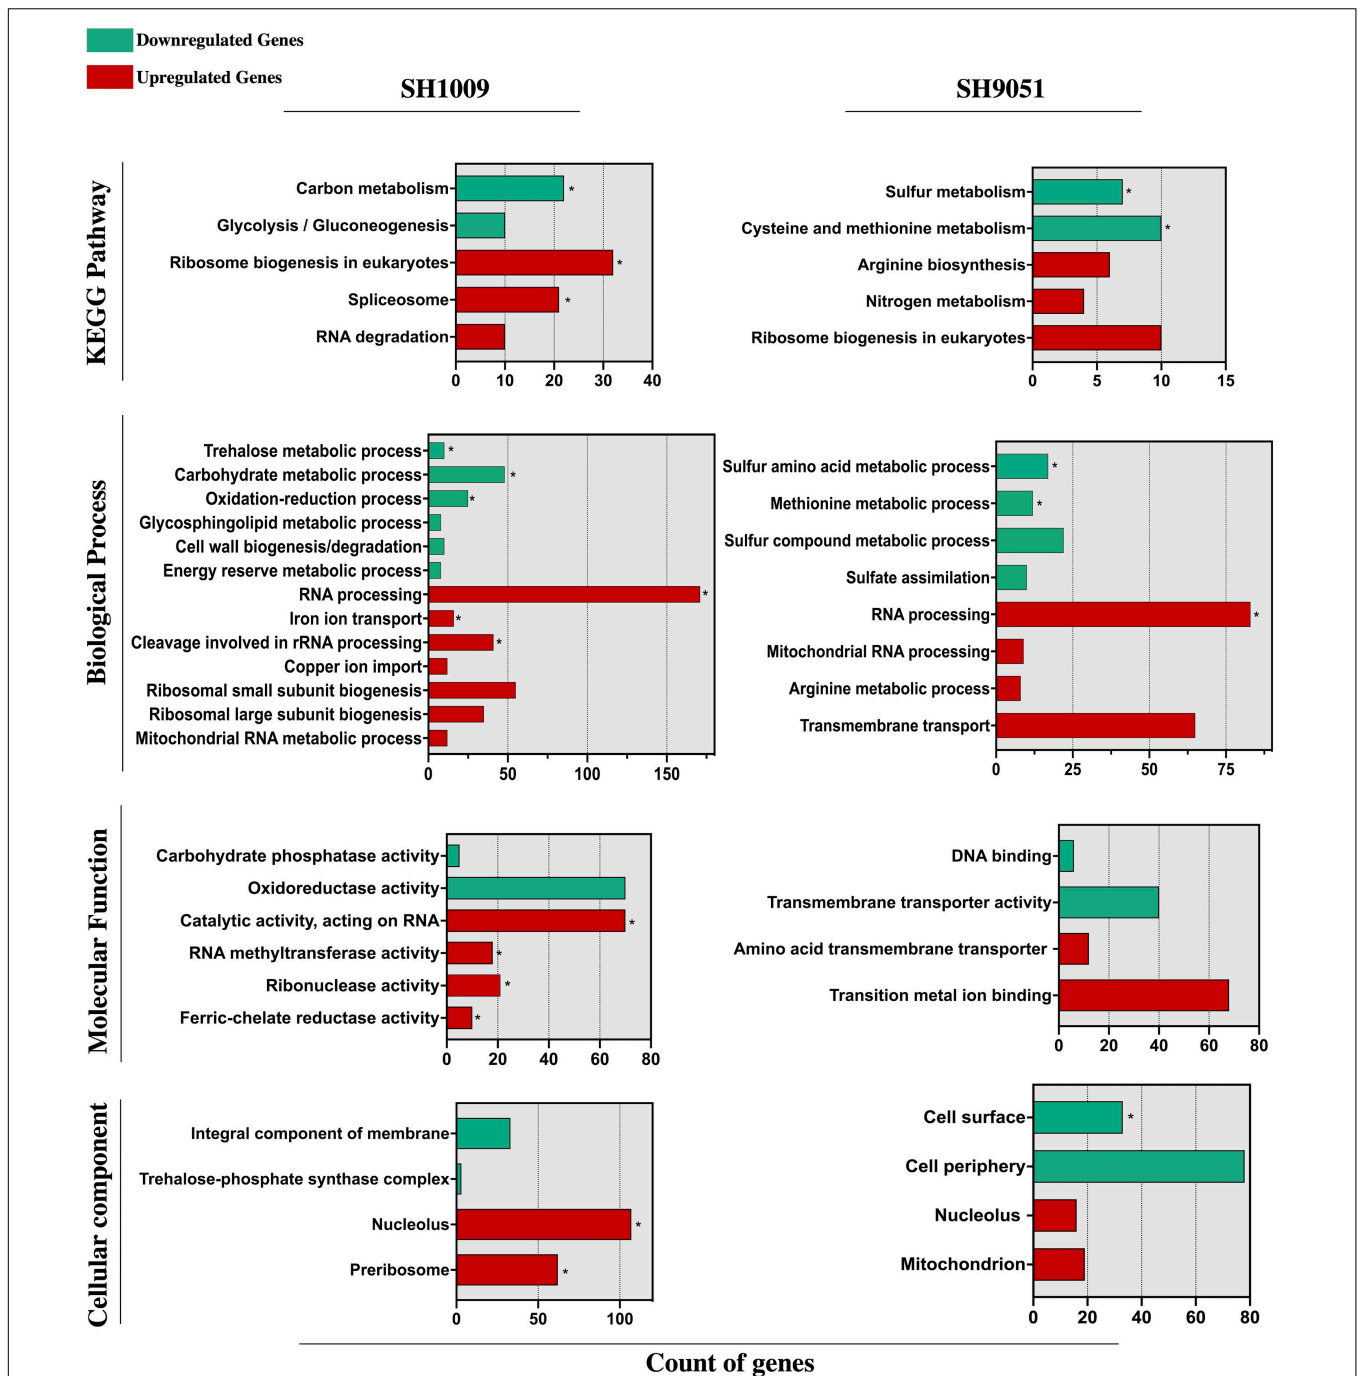 Downregulated Genes
Upregulated Genes
SH1009
SH9051
KEGG Pathway
Carbon metabolism
Glycolysis / Gluconeogenesis
Ribosome biogenesis in eukaryotes
Spliceosome
RNA degradation
* * *
0 10 20 30 40
Sulfur metabolism
Cysteine and methionine metabolism
Arginine biosynthesis
Nitrogen metabolism
Ribosome biogenesis in eukaryotes
* *
0 5 10 15
Biological Process
Trehalose metabolic process
Carbohydrate metabolic process
Oxidation-reduction process
Glycosphingolipid metabolic process
Cell wall biogenesis/degradation
Energy reserve metabolic process
RNA processing
Iron ion transport
Cleavage involved in rRNA processing
Copper ion import
Ribosomal small subunit biogenesis
Ribosomal large subunit biogenesis
Mitochondrial RNA metabolic process
* * * * * *
0 50 100 150
Sulfur amino acid metabolic process
Methionine metabolic process
Sulfur compound metabolic process
Sulfate assimilation
RNA processing
Mitochondrial RNA processing
Arginine metabolic process
Transmembrane transport
* * *
0 25 50 75
Molecular Function
Carbohydrate phosphatase activity
Oxidoreductase activity
Catalytic activity, acting on RNA
RNA methyltransferase activity
Ribonuclease activity
Ferric-chelate reductase activity
* * * *
0 20 40 60 80
DNA binding
Transmembrane transporter activity
Amino acid transmembrane transporter
Transition metal ion binding
0 20 40 60 80
Cellular component
Integral component of membrane
Trehalose-phosphate synthase complex
Nucleolus
Preribosome
* *
0 50 100
Cell surface
Cell periphery
Nucleolus
Mitochondrion
*
0 20 40 60 80
Count of genes